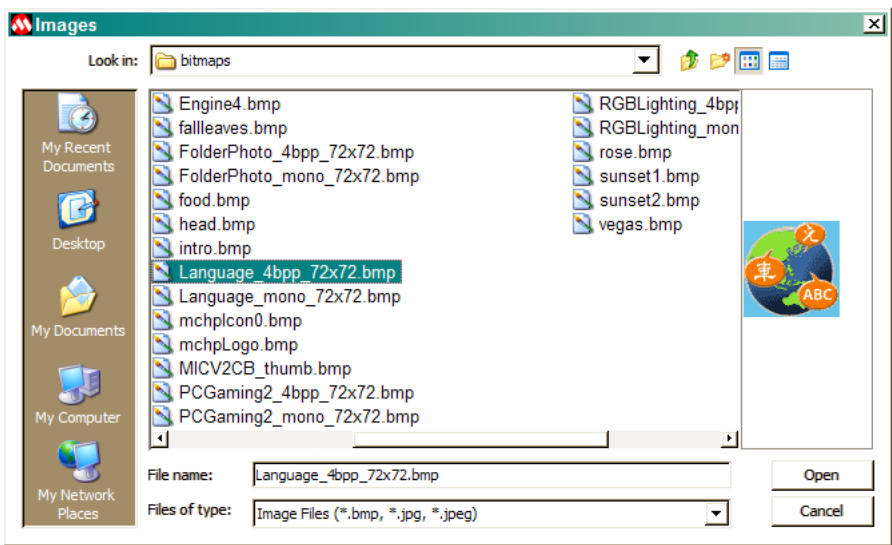 Images
Look in:
bitmaps
My Recent
Documents
Desktop
My Documents
My Computer
My Network
Places
Engine4.bmp
fallleaves.bmp
FolderPhoto_4bpp_72x72.bmp
FolderPhoto_mono_72x72.bmp
food.bmp
head.bmp
intro.bmp
Language_4bpp_72x72.bmp
Language_mono_72x72.bmp
mchpIcon0.bmp
mchpLogo.bmp
MICV2CB_thumb.bmp
PCGaming2_4bpp_72x72.bmp
PCGaming2_mono_72x72.bmp
RGBLighting_4bpp
RGBLighting_mon
rose.bmp
sunset1.bmp
sunset2.bmp
vegas.bmp
文
車
ABC
File name:
Language_4bpp_72x72.bmp
Open
Files of type:
Image Files (*.bmp, *.jpg, *.jpeg)
Cancel